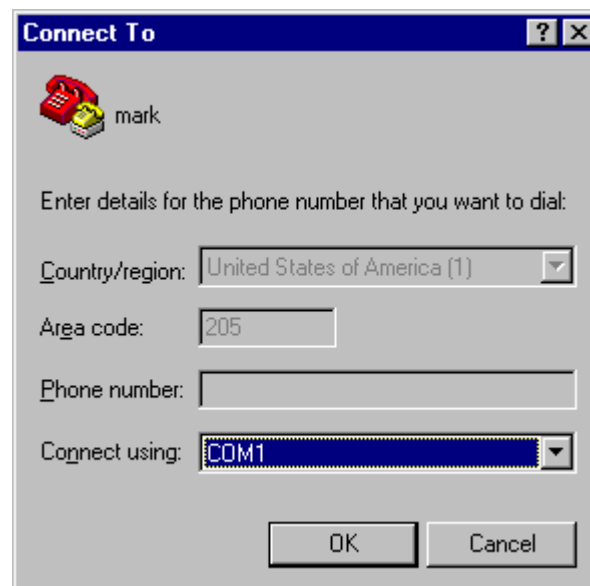 Connect To
mark
Enter details for the phone number that you want to dial:
Country/region: United States of America (1)
Area code: 205
Phone number:
Connect using: COM1
OK Cancel